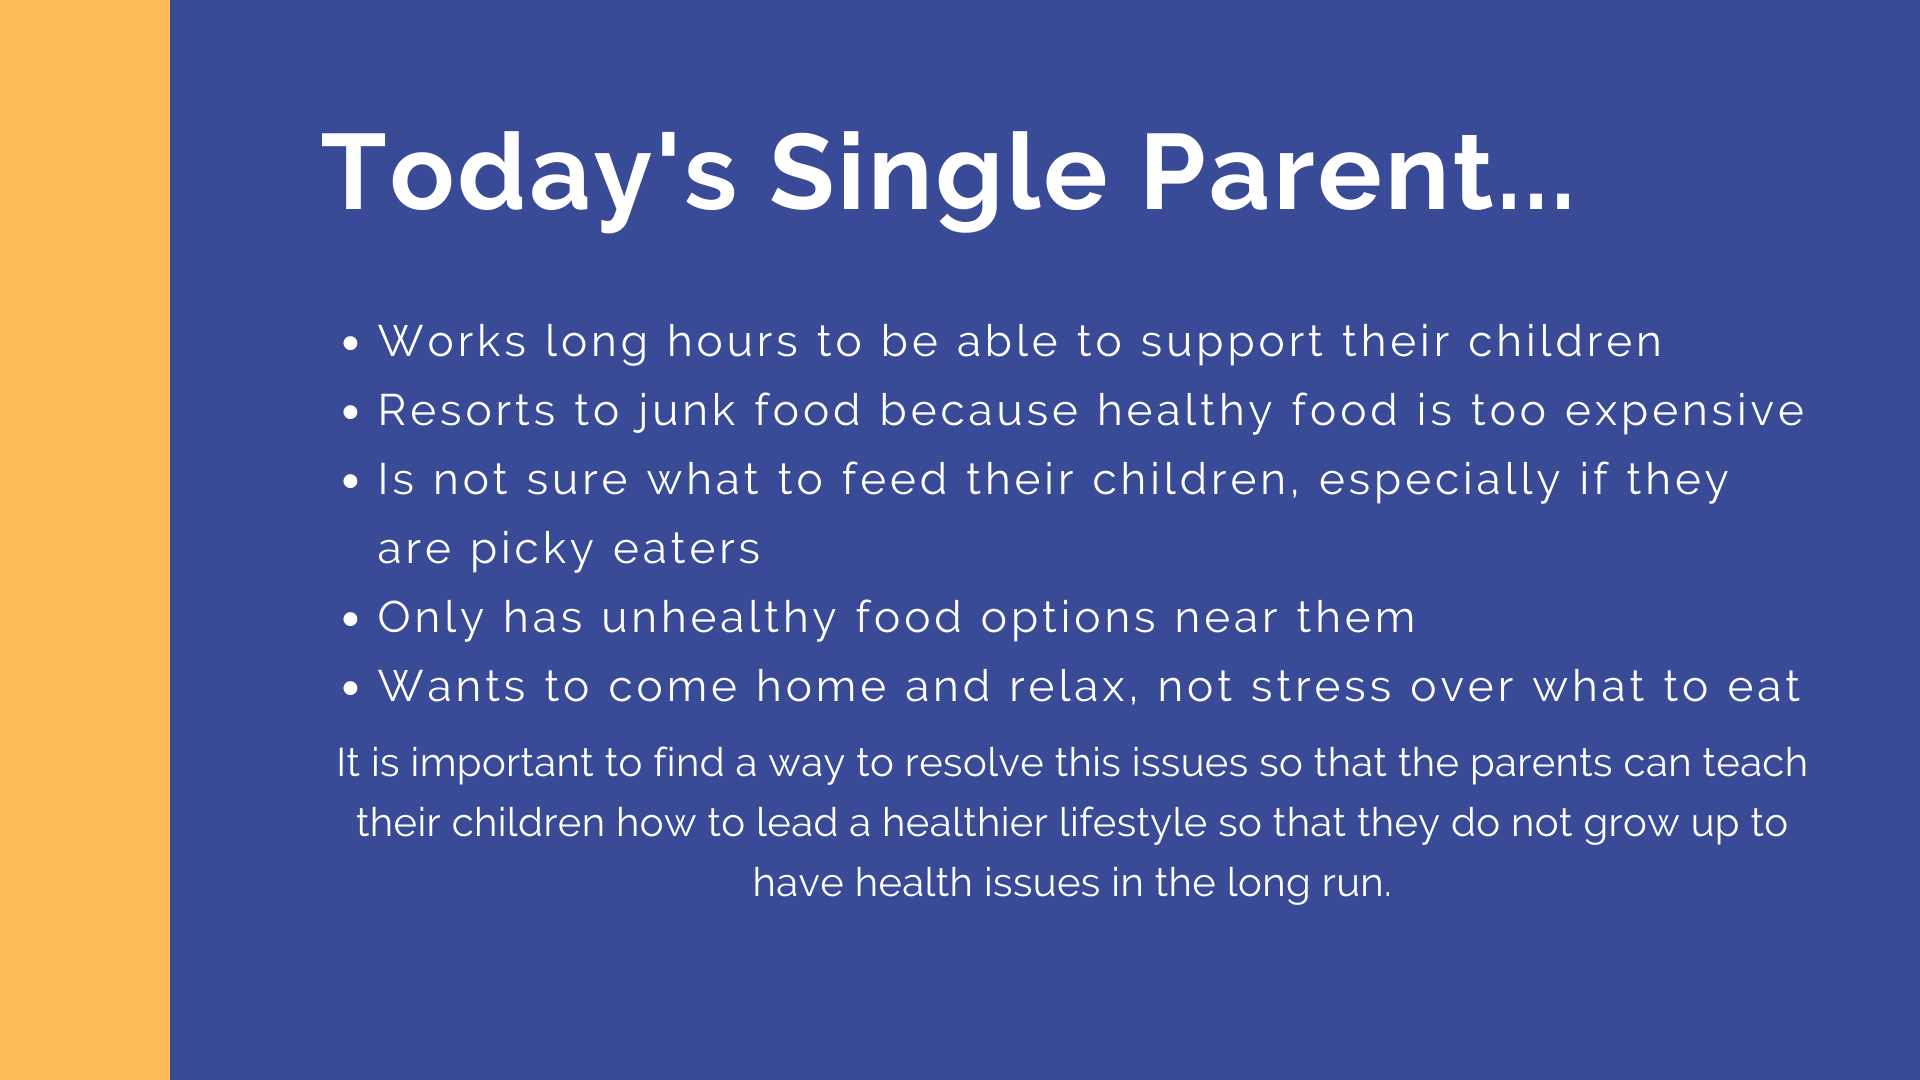 Today's Single Parent...
• Works long hours to be able to support their children
• Resorts to junk food because healthy food is too expensive
• Is not sure what to feed their children, especially if they
are picky eaters
• Only has unhealthy food options near them
• Wants to come home and relax, not stress over what to eat
It is important to find a way to resolve this issues so that the parents can teach
their children how to lead a healthier lifestyle so that they do not grow up to
have health issues in the long run.